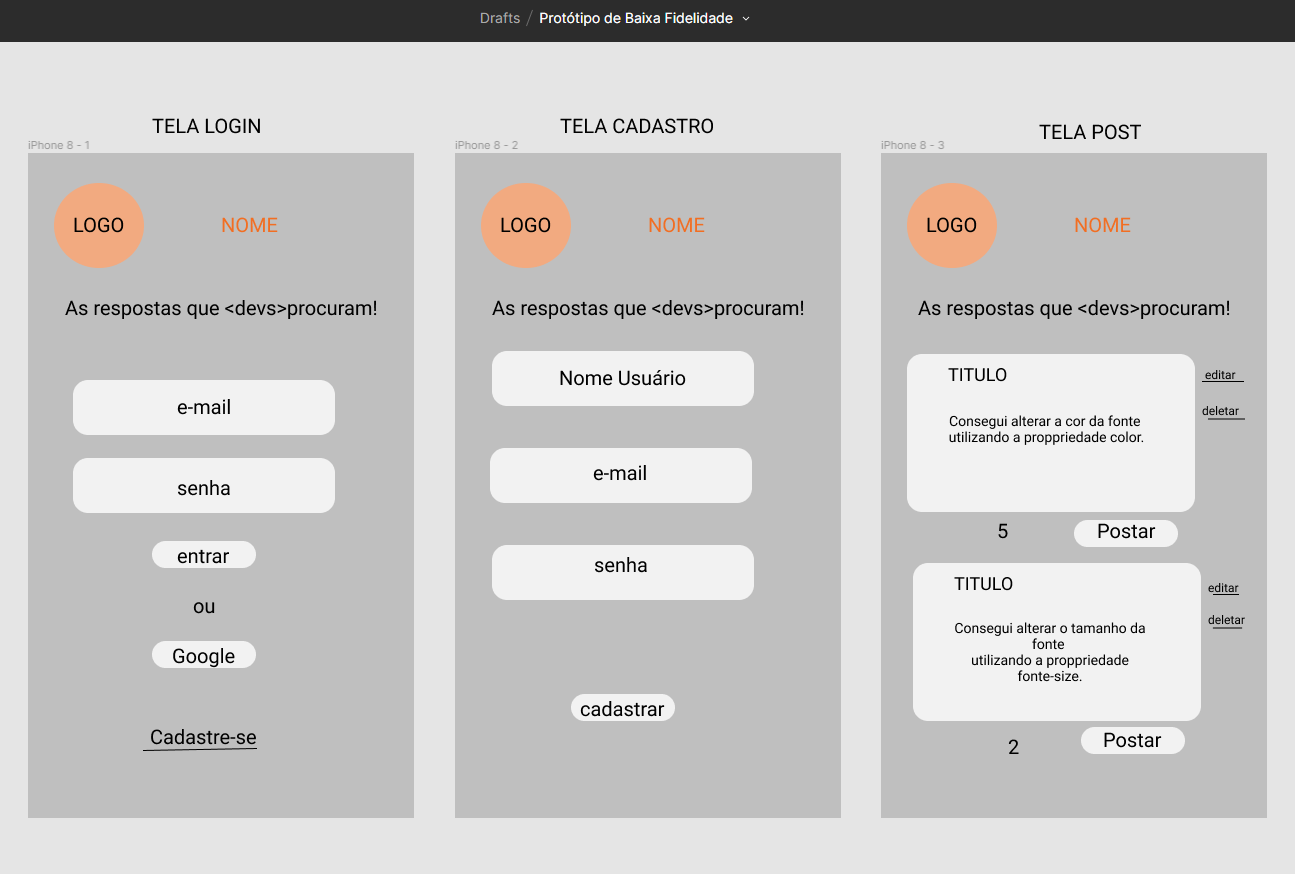 Drafts / Protótipo de Baixa Fidelidade
TELA LOGIN
iPhone 8 - 1
LOGO
NOME
As respostas que <devs>procuram!
e-mail
senha
entrar
ou
Google
Cadastre-se
TELA CADASTRO
iPhone 8 - 2
LOGO
NOME
As respostas que <devs>procuram!
Nome Usuário
e-mail
senha
cadastrar
TELA POST
iPhone 8 - 3
LOGO
NOME
As respostas que <devs>procuram!
TITULO
editar
deletar
Consegui alterar a cor da fonte
utilizando a proppriedade color.
5
Postar
TITULO
editar
deletar
Consegui alterar o tamanho da
fonte
utilizando a proppriedade
fonte-size.
2
Postar